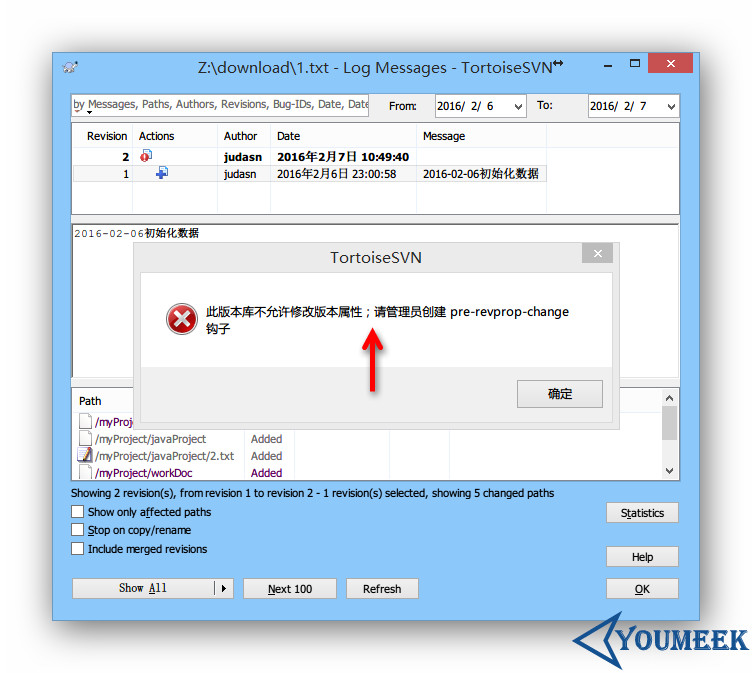 Z:\download\1.txt - Log Messages - TortoiseSVN
by Messages, Paths, Authors, Revisions, Bug-IDs, Date, Date From: 2016/ 2/ 6 To: 2016/ 2/ 7
Revision Actions Author Date Message
2 judasn 2016年2月7日 10:49:40
1 judasn 2016年2月6日 23:00:58 2016-02-06初始化数据
2016-02-06初始化数据
TortoiseSVN
此版本库不允许修改版本属性；请管理员创建 pre-revprop-change
钩子
确定
Path
/myProj
/myProject/javaProject Added
/myProject/javaProject/2.txt Added
/myProject/workDoc Added
Showing 2 revision(s), from revision 1 to revision 2 - 1 revision(s) selected, showing 5 changed paths
Show only affected paths
Statistics
Stop on copy/rename
Include merged revisions
Help
Show All Next 100 Refresh OK
YOUMEEK